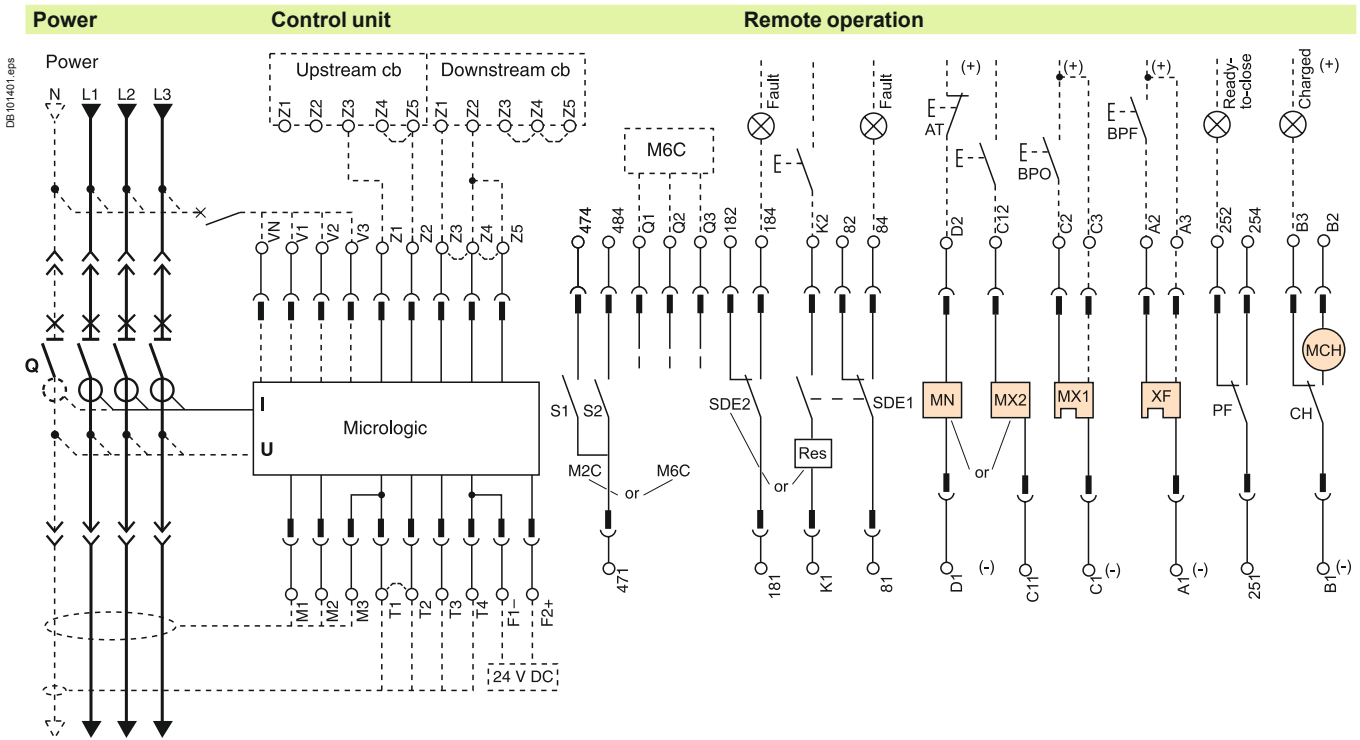 Power Control unit Remote operation
DB101401.eps
Power
N L1 L2 L3
Upstream cb Downstream cb
Z1 Z2 Z3 Z4 Z5 Z1 Z2 Z3 Z4 Z5
M6C
Fault
Fault
(+)
AT
(+)
BPO
(+)
BPF
Ready-
to-close
Charged
(+)
VN V1 V2 V3 Z1 Z2 Z3 Z4 Z5
474 484 Q1 Q2 Q3 182 184 K2 82 84 D2 C12 C2 C3 A2 A3 252 254 B3 B2
Q
I
U
Micrologic
S1 S2
M2C or M6C
SDE2
or
Res
SDE1
MN MX2 MX1 XF
or
PF
CH
MCH
M1 M2 M3 T1 T2 T3 T4 F1– F2+
24 V DC
471 181 K1 81 D1 (-) C11 C1 (-) A1 (-) 251 B1 (-)